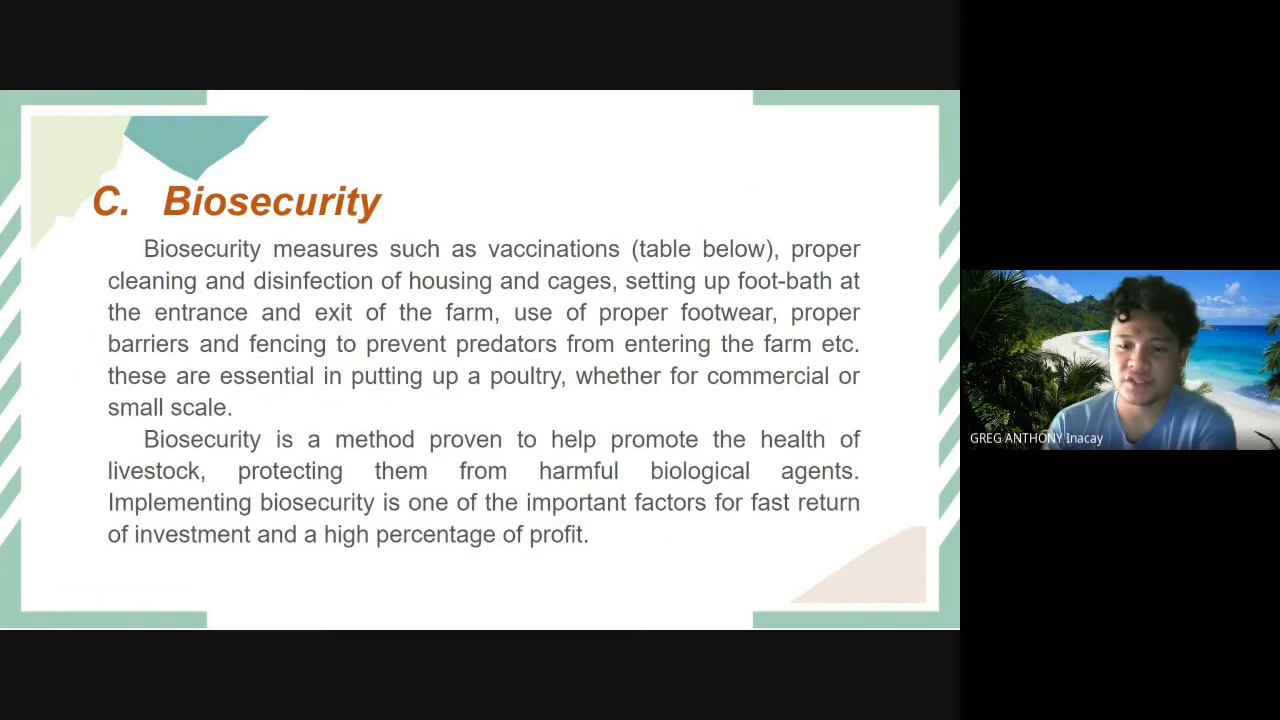 C. Biosecurity
Biosecurity measures such as vaccinations (table below), proper
cleaning and disinfection of housing and cages, setting up foot-bath at
the entrance and exit of the farm, use of proper footwear, proper
barriers and fencing to prevent predators from entering the farm etc.
these are essential in putting up a poultry, whether for commercial or
small scale.
Biosecurity is a method proven to help promote the health of
livestock, protecting them from harmful biological agents.
Implementing biosecurity is one of the important factors for fast return
of investment and a high percentage of profit.
GREG ANTHONY Inacay